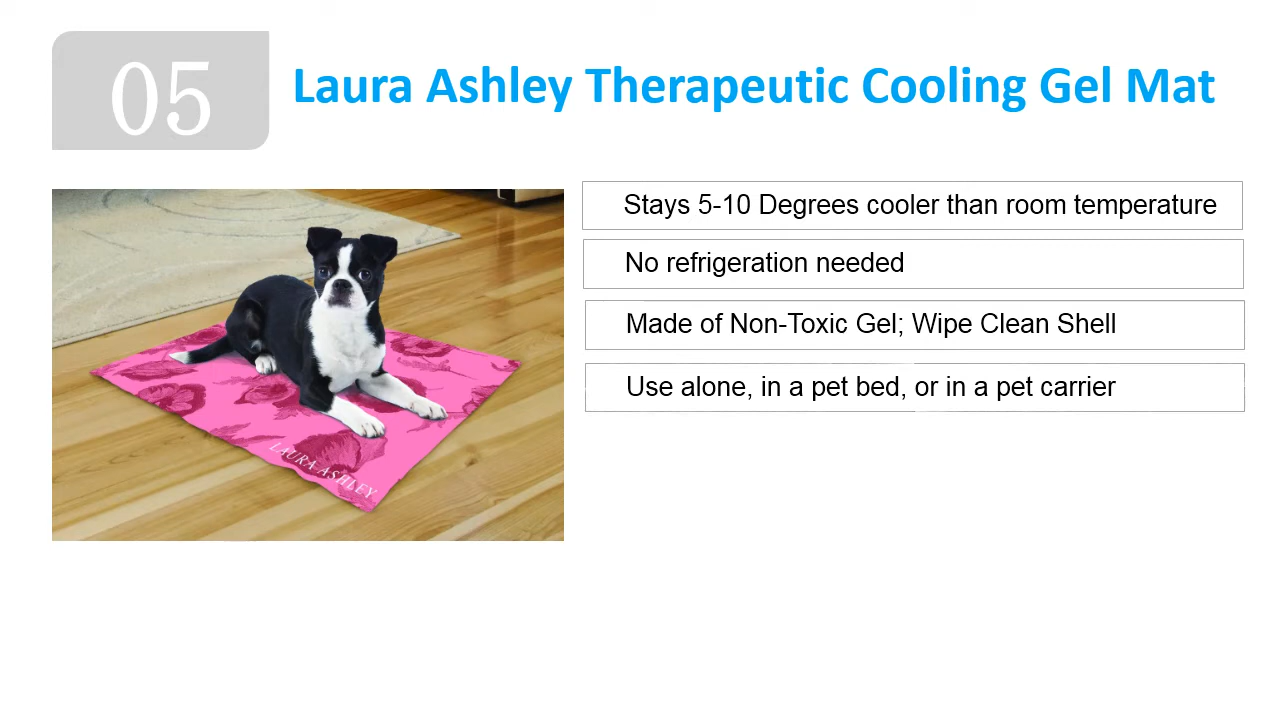 05
Laura Ashley Therapeutic Cooling Gel Mat
Stays 5-10 Degrees cooler than room temperature
No refrigeration needed
Made of Non-Toxic Gel; Wipe Clean Shell
Use alone, in a pet bed, or in a pet carrier
LAURA ASHLEY